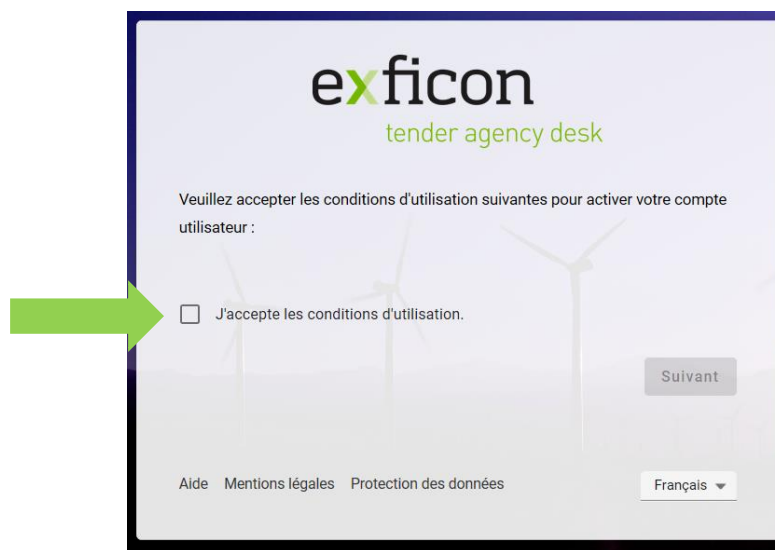 exficon
tender agency desk
Veuillez accepter les conditions d'utilisation suivantes pour activer votre compte
utilisateur :
J'accepte les conditions d'utilisation.
Suivant
Aide Mentions légales Protection des données Français